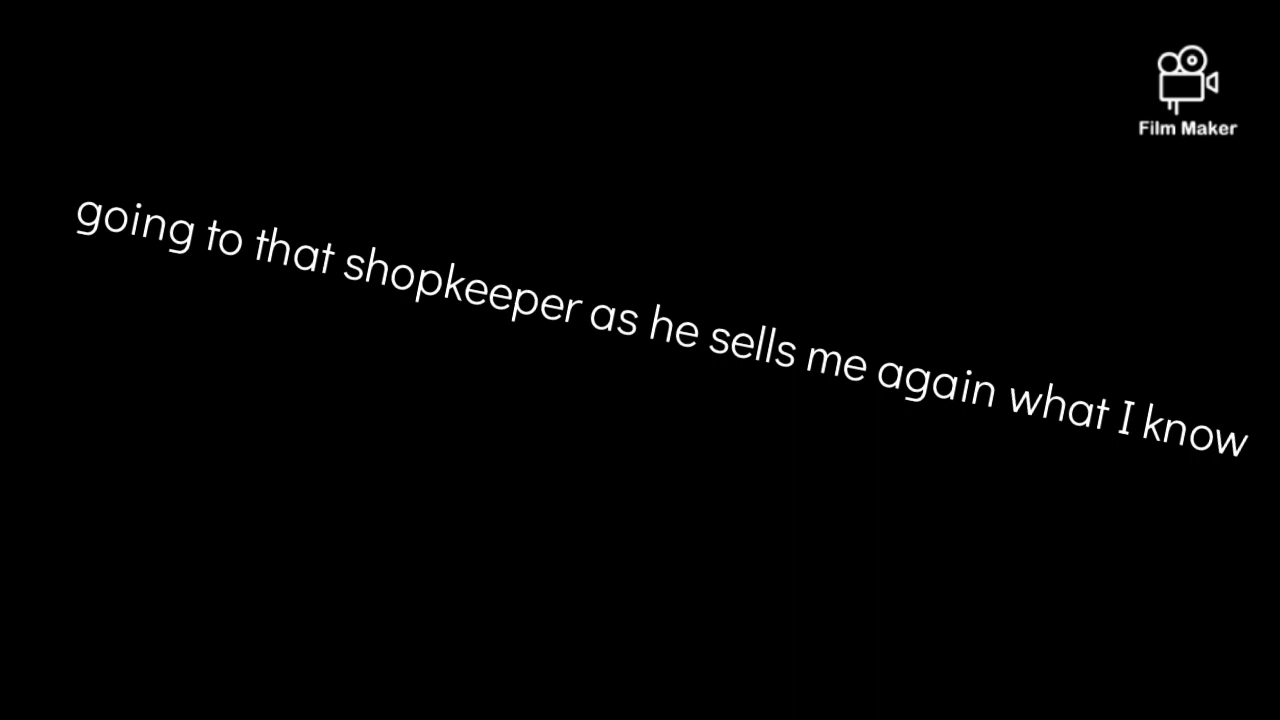 Film Maker
going to that shopkeeper as he sells me again what I know